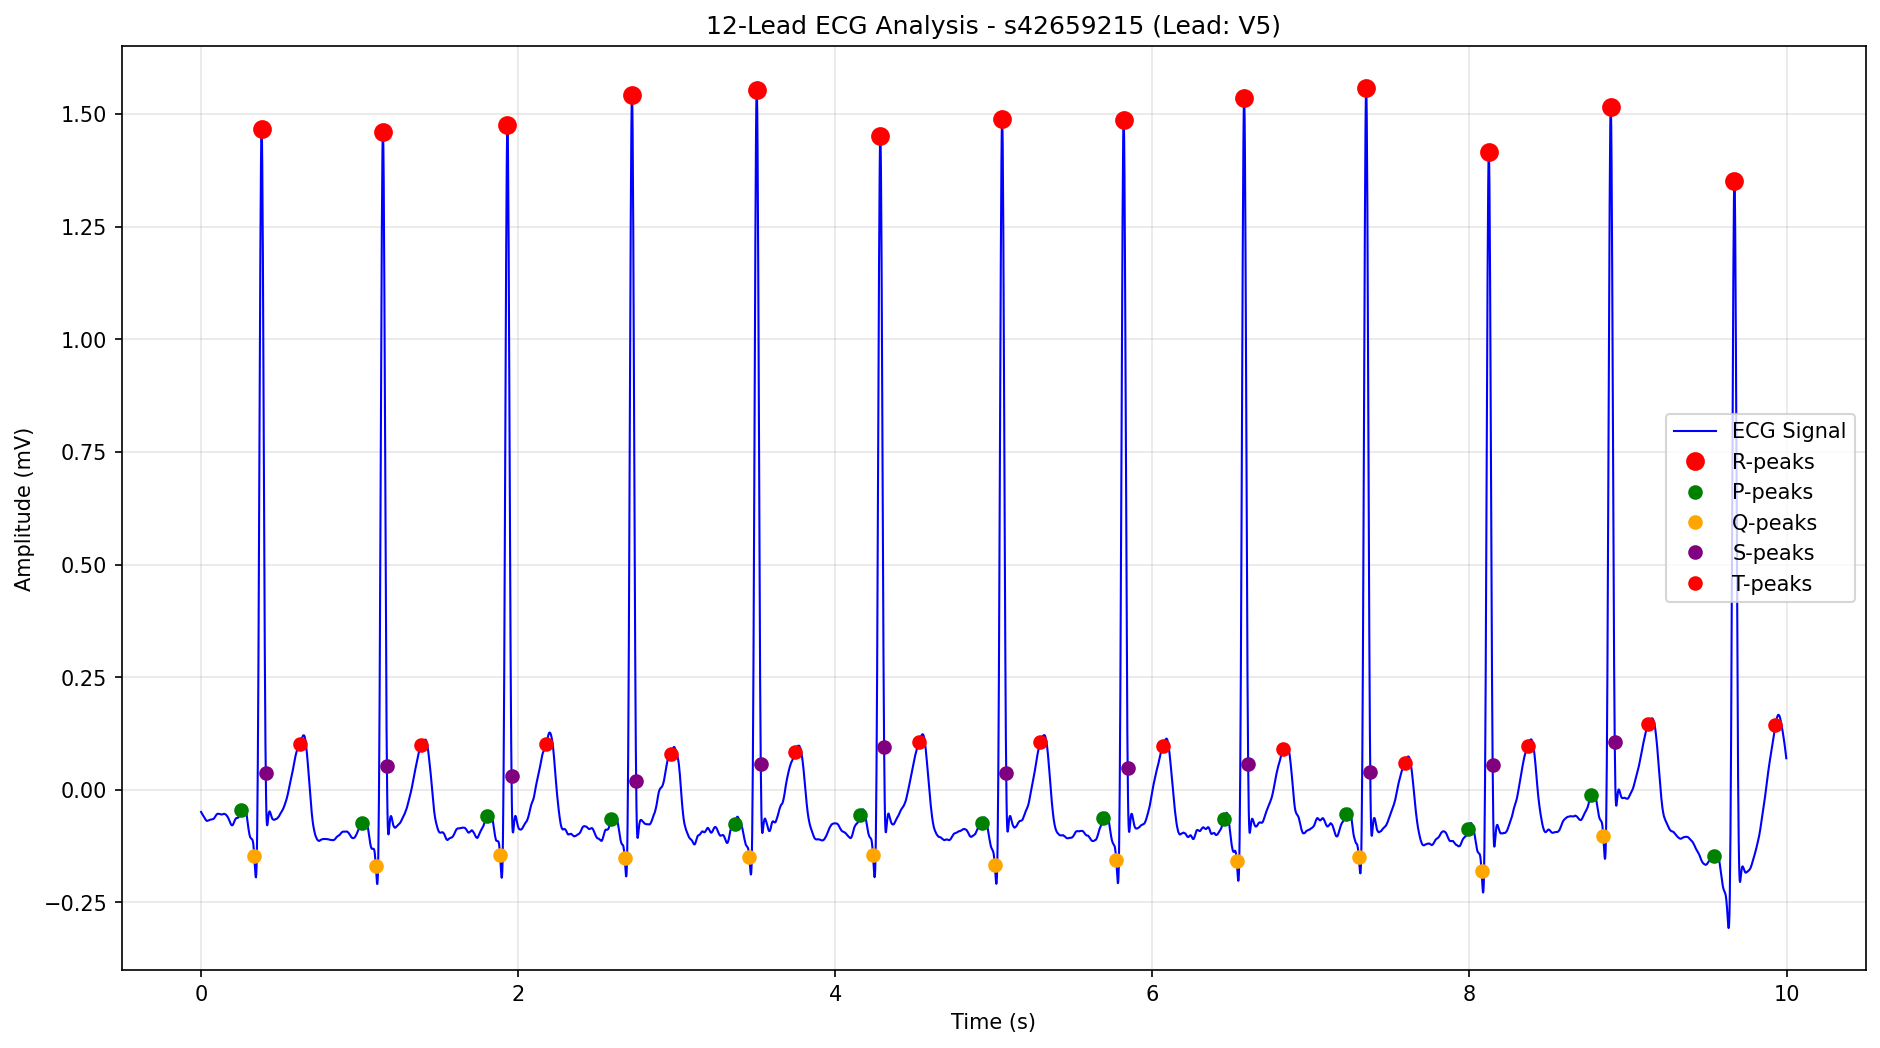 12-Lead ECG Analysis - s42659215 (Lead: V5)
Amplitude (mV)
1.50
1.25
1.00
0.75
0.50
0.25
0.00
−0.25
ECG Signal
R-peaks
P-peaks
Q-peaks
S-peaks
T-peaks
0 2 4 6 8 10
Time (s)